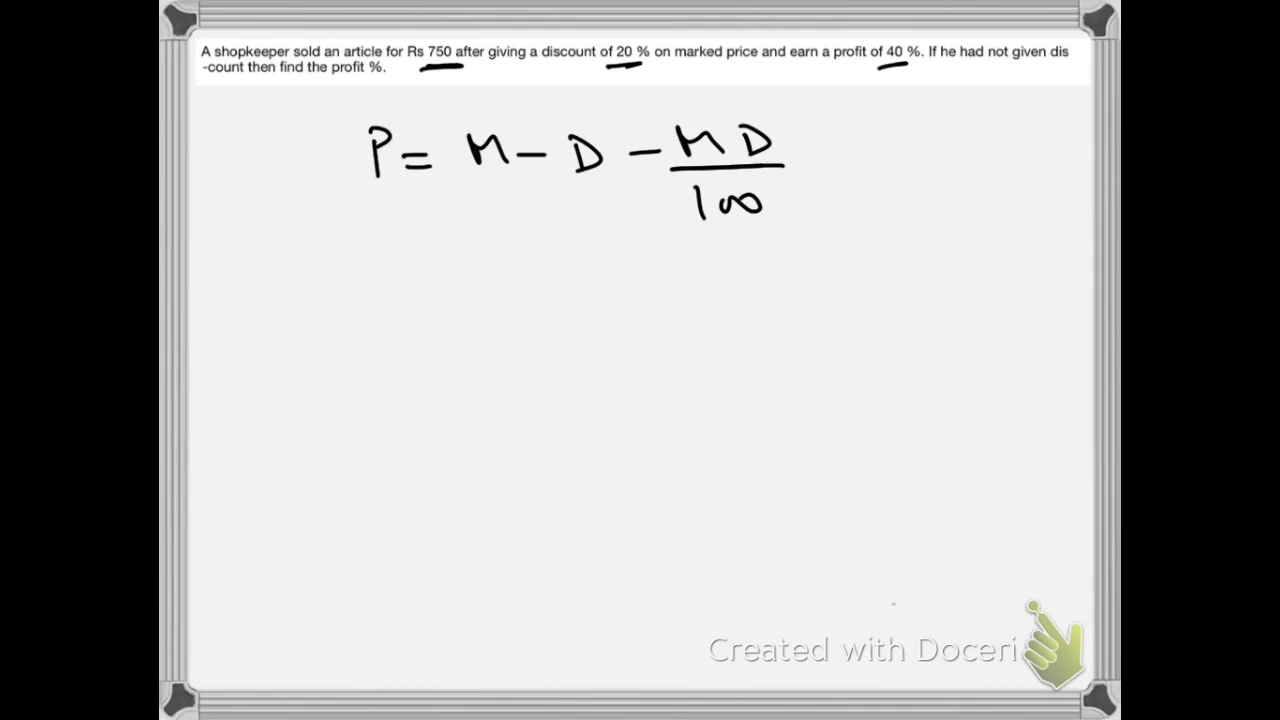 A shopkeeper sold an article for Rs 750 after giving a discount of 20 % on marked price and earn a profit of 40 %. If he had not given dis
-count then find the profit %.
P = M - D - MD/100
Created with Doceri